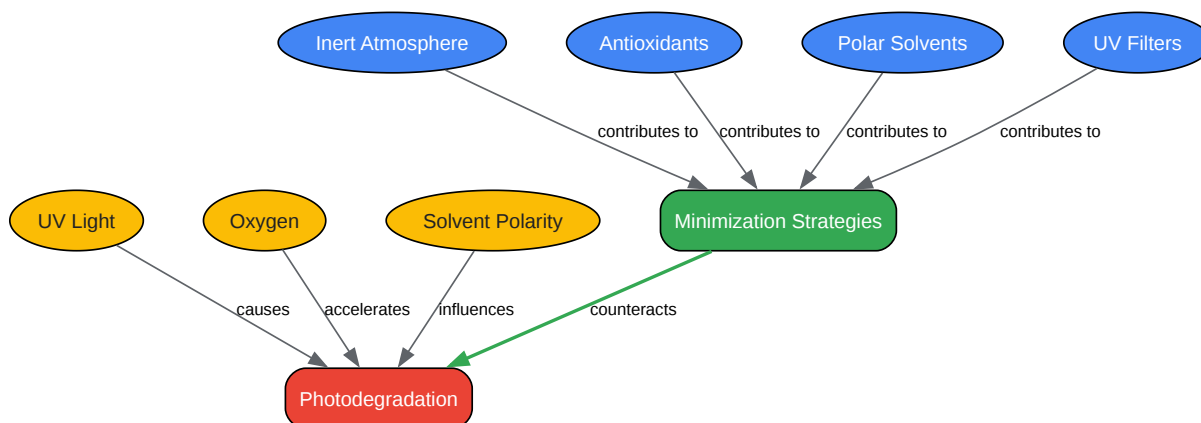 Inert Atmosphere
Antioxidants
Polar Solvents
UV Filters
contributes to
contributes to
contributes to
contributes to
UV Light
Oxygen
Solvent Polarity
Minimization Strategies
causes
accelerates
influences
counteracts
Photodegradation